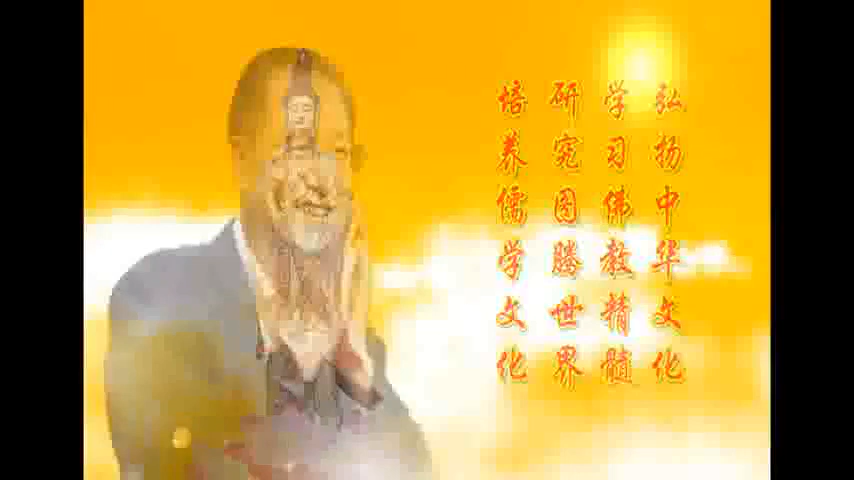 弘扬中华文化
学习佛教精髓
研究图腾世界
培养儒学文化